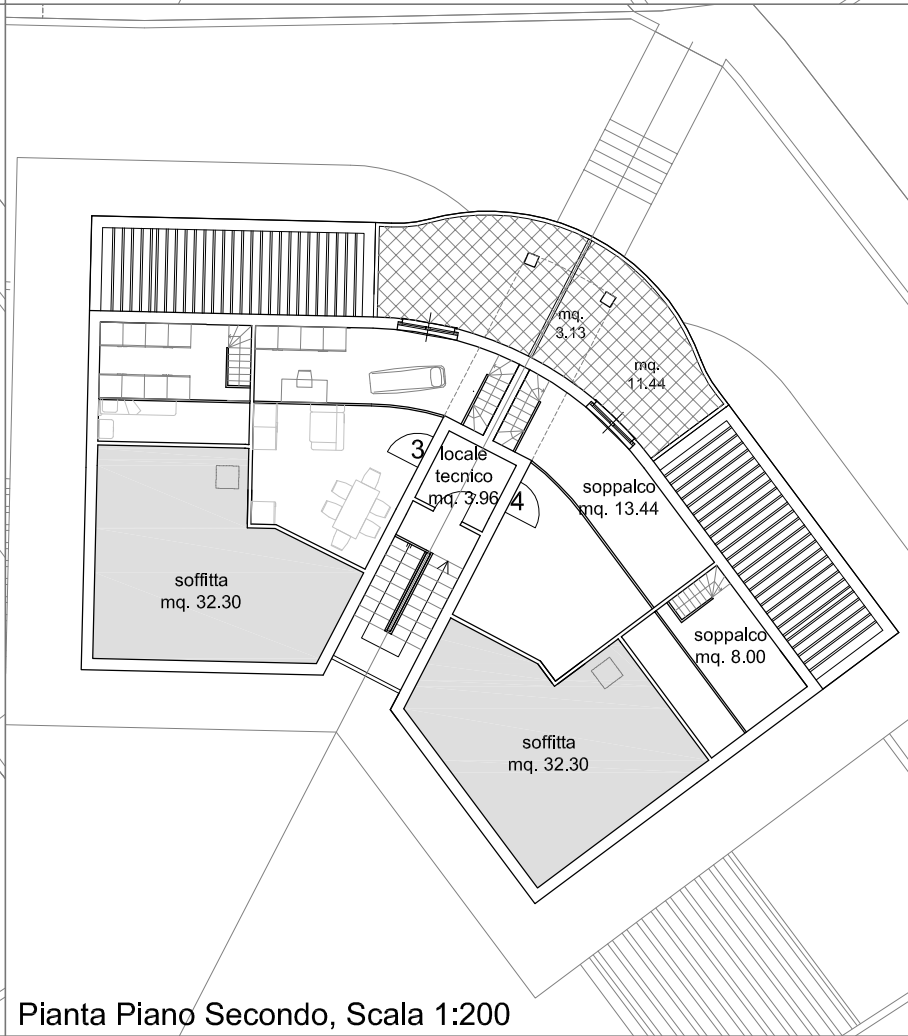 mq.
3.13
mq.
11.44
3
locale
tecnico
mq. 3.96
4
soppalco
mq. 13.44
soffitta
mq. 32.30
soppalco
mq. 8.00
soffitta
mq. 32.30
Pianta Piano Secondo, Scala 1:200